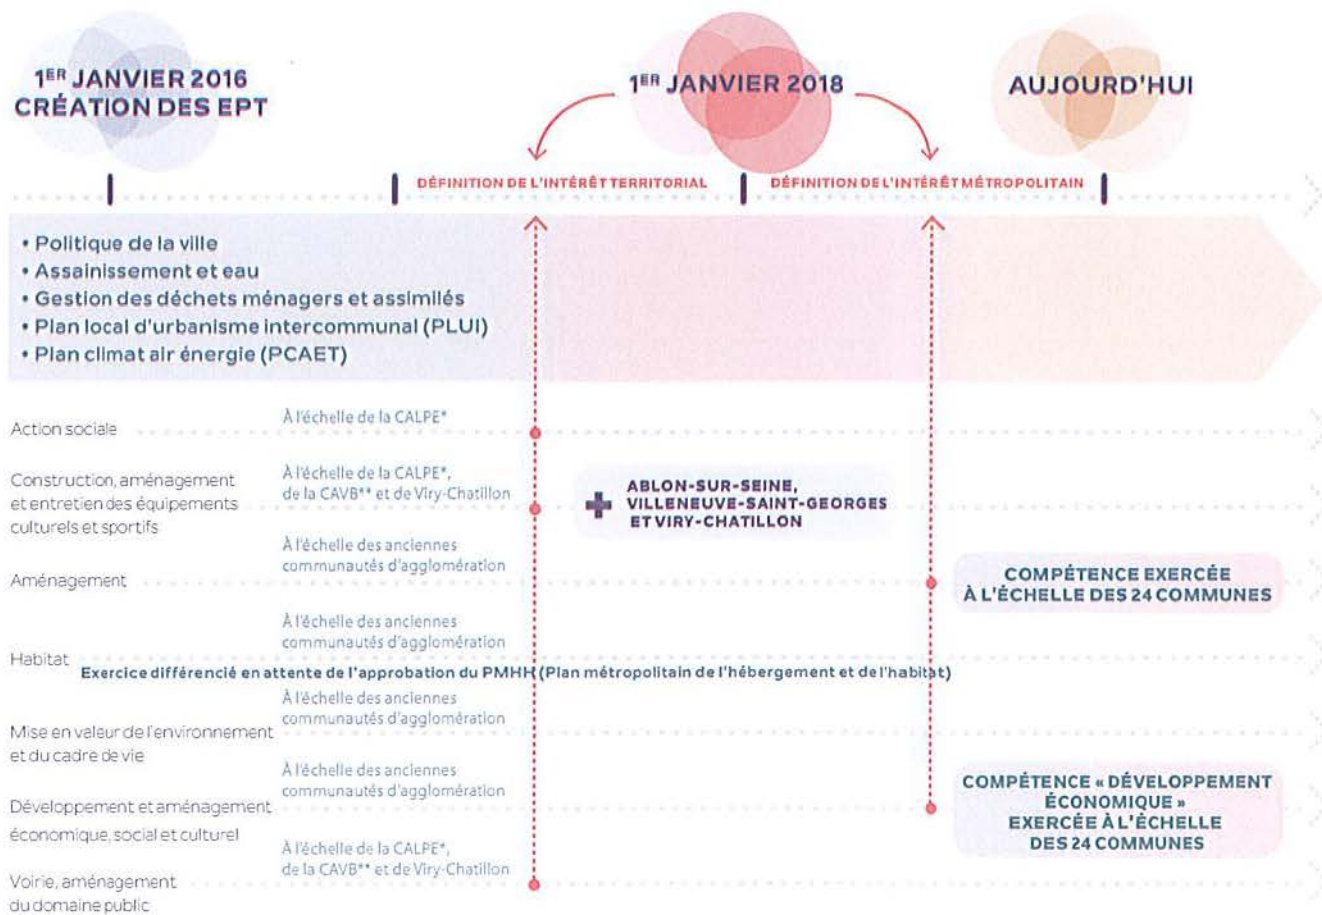 1ER JANVIER 2016
CRÉATION DES EPT
1ER JANVIER 2018
AUJOURD'HUI
DÉFINITION DE L'INTÉRÊT TERRITORIAL
DÉFINITION DE L'INTÉRÊT MÉTROPOLITAIN
• Politique de la ville
• Assainissement et eau
• Gestion des déchets ménagers et assimilés
• Plan local d'urbanisme intercommunal (PLUI)
• Plan climat air énergie (PCAET)
Action sociale
À l'échelle de la CALPE*
Construction, aménagement
et entretien des équipements
culturels et sportifs
À l'échelle de la CALPE*,
de la CAVB** et de Viry-Chatillon
+ ABLON-SUR-SEINE,
VILLENEUVE-SAINT-GEORGES
ET VIRY-CHATILLON
Aménagement
À l'échelle des anciennes
communautés d'agglomération
COMPÉTENCE EXERCÉE
À L'ÉCHELLE DES 24 COMMUNES
Habitat
À l'échelle des anciennes
communautés d'agglomération
Exercice différencié en attente de l'approbation du PMHH (Plan métropolitain de l'hébergement et de l'habitat)
Mise en valeur de l'environnement
et du cadre de vie
À l'échelle des anciennes
communautés d'agglomération
Développement et aménagement
économique, social et culturel
À l'échelle des anciennes
communautés d'agglomération
COMPÉTENCE « DÉVELOPPEMENT
ÉCONOMIQUE »
EXERCÉE À L'ÉCHELLE
DES 24 COMMUNES
Voirie, aménagement
du domaine public
À l'échelle de la CALPE*,
de la CAVB** et de Viry-Chatillon